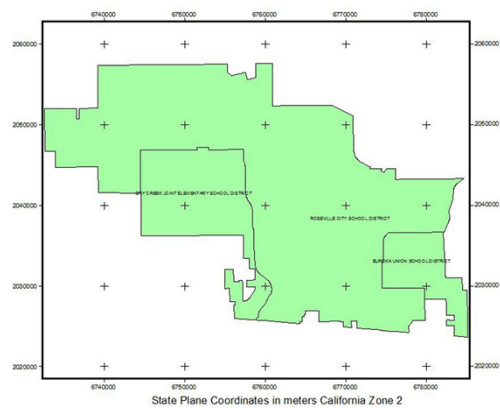 6740000 6750000 6760000 6770000 6780000
2060000 2060000
2050000 2050000
DRY CREEK JOINT ELEMENTARY SCHOOL DISTRICT
2040000 2040000
ROSEVILLE CITY SCHOOL DISTRICT
EUREKA UNION SCHOOL DISTRICT
2030000 2030000
2020000 2020000
6740000 6750000 6760000 6770000 6780000
State Plane Coordinates in meters California Zone 2